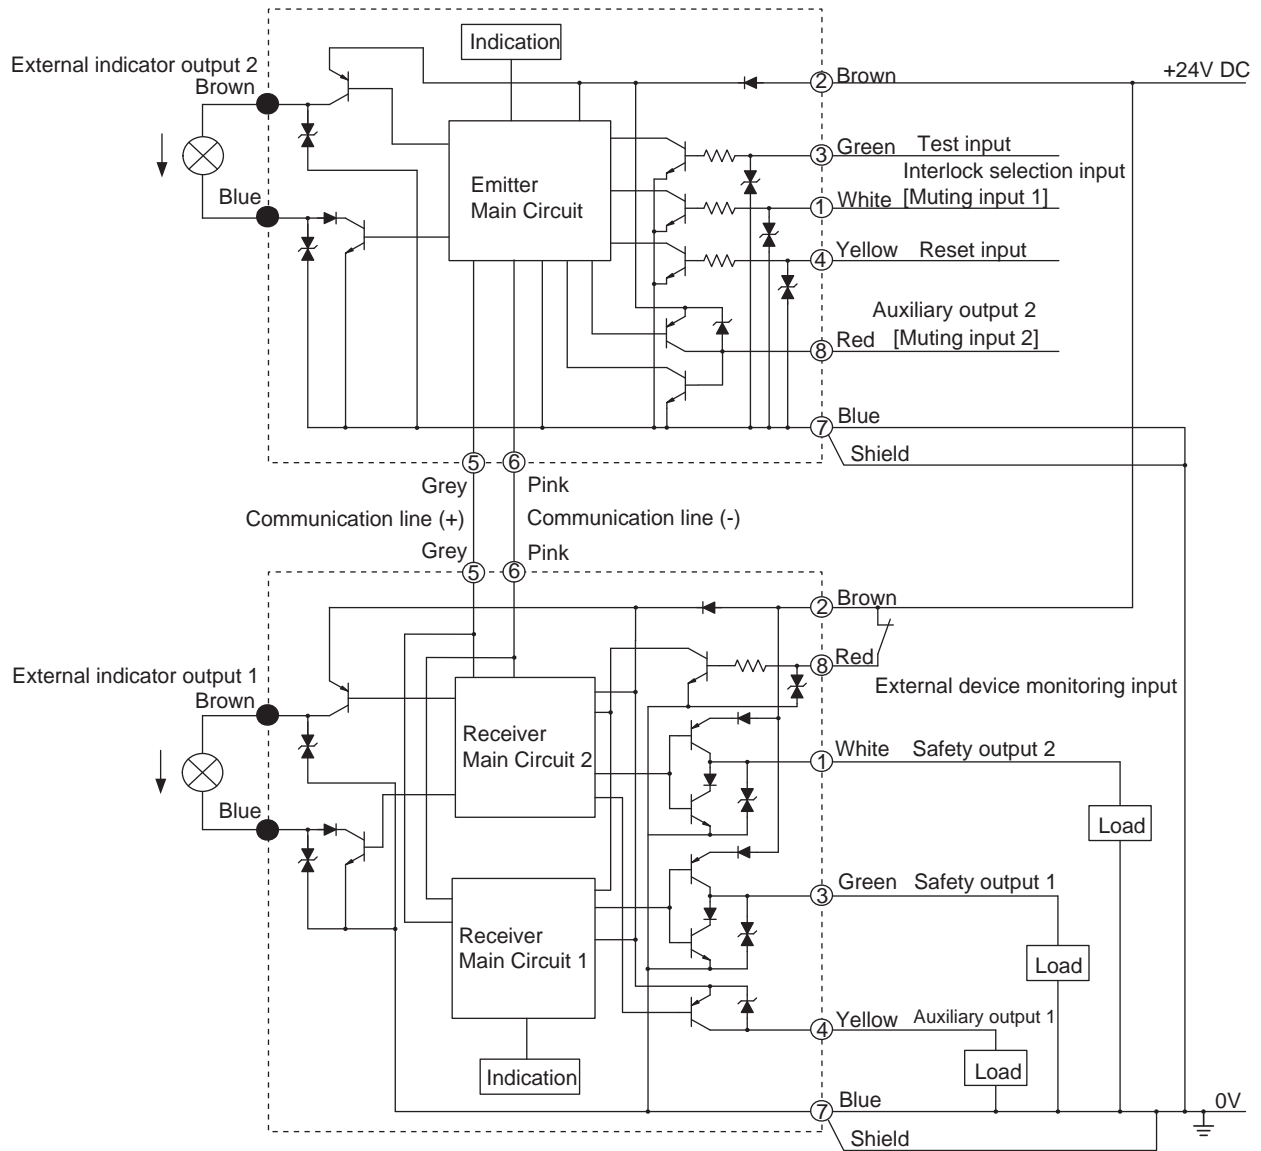 Indication
External indicator output 2
Brown
2 Brown
+24V DC
3 Green Test input
Interlock selection input
Emitter
Main Circuit
Blue
1 White [Muting input 1]
4 Yellow Reset input
Auxiliary output 2
8 Red [Muting input 2]
7 Blue
Shield
5 6
Grey Pink
Communication line (+) Communication line (-)
Grey Pink
5 6
2 Brown
8 Red
External device monitoring input
External indicator output 1
Brown
Receiver
Main Circuit 2
1 White Safety output 2
Blue
Load
3 Green Safety output 1
Receiver
Main Circuit 1
Load
4 Yellow Auxiliary output 1
Load
Indication
7 Blue
0V
Shield